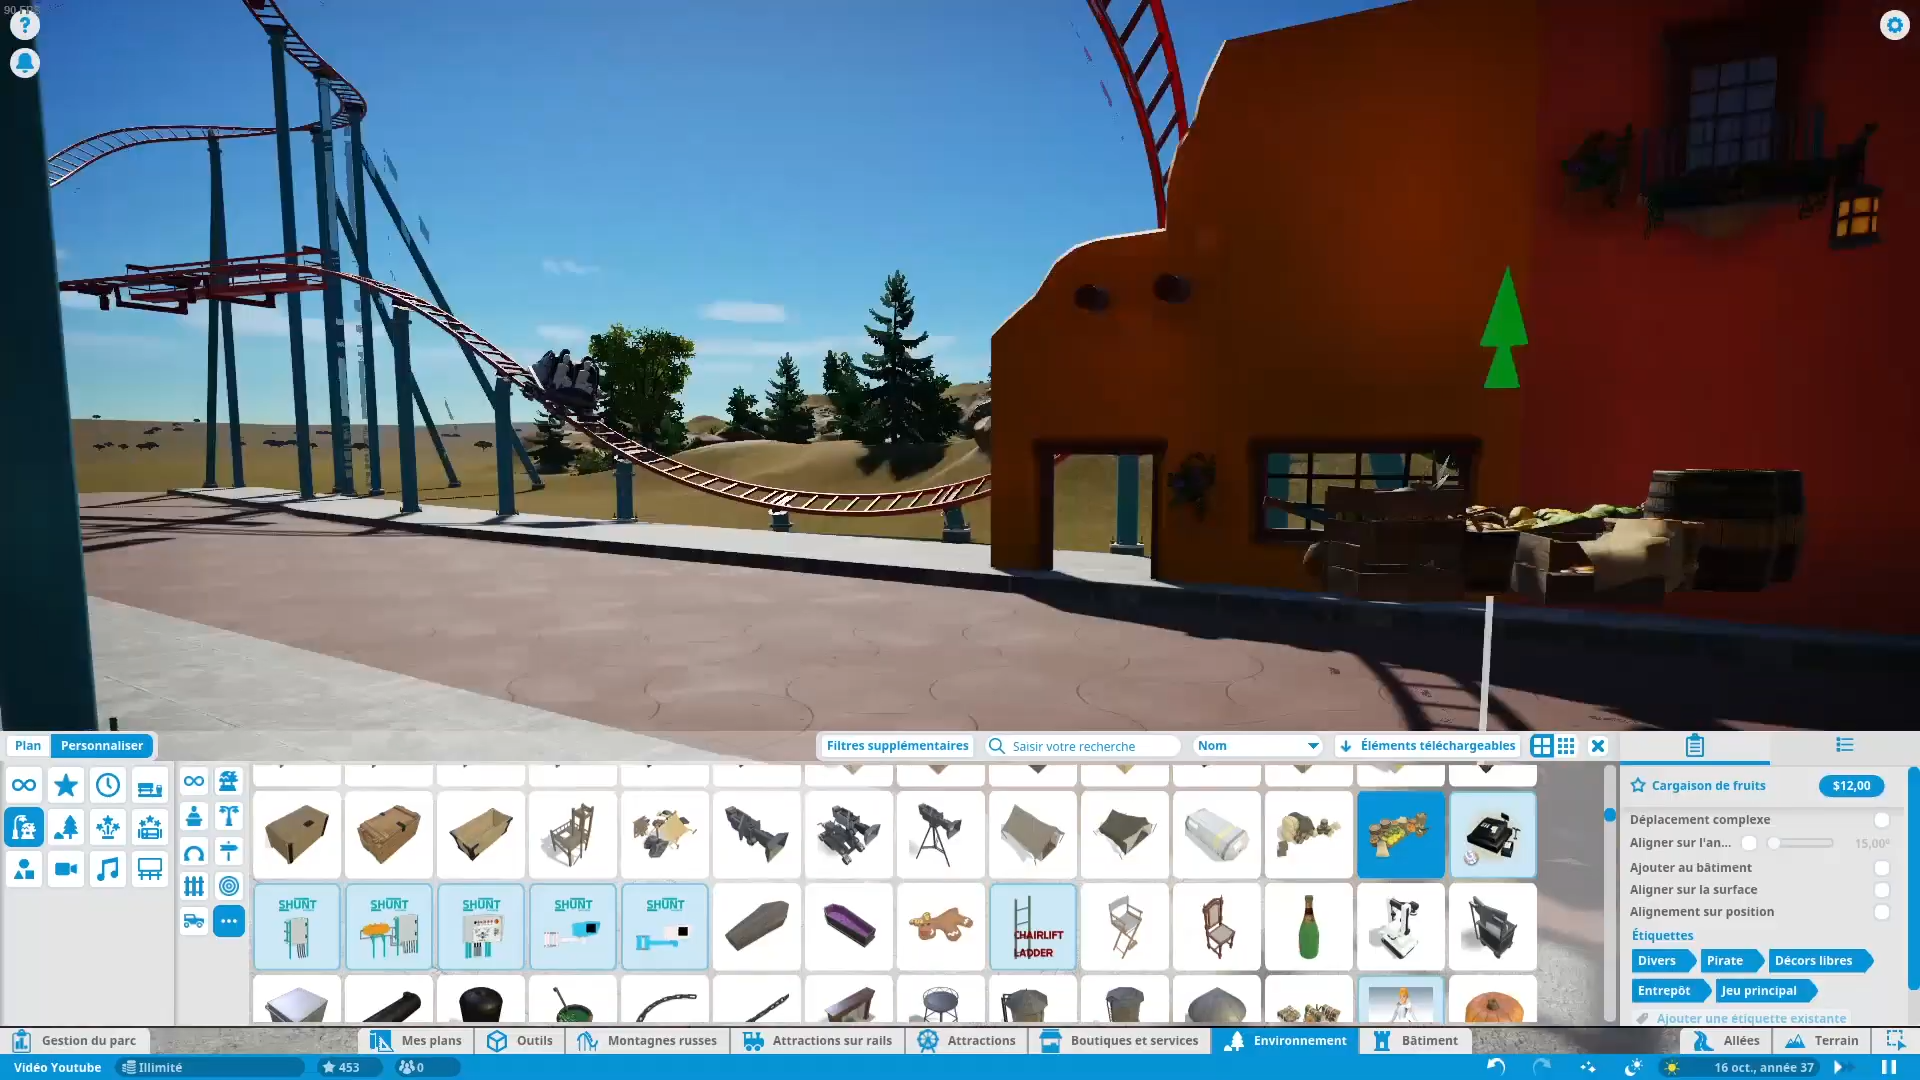 90 FPS
?
Plan
Personnaliser
Filtres supplémentaires
Saisir votre recherche
Nom
Éléments téléchargeables
Cargaison de fruits
$12,00
Déplacement complexe
Aligner sur l'an...
15,00°
Ajouter au bâtiment
Aligner sur la surface
Alignement sur position
Étiquettes
Divers
Pirate
Décors libres
Entrepôt
Jeu principal
Ajouter une étiquette existante
SHUNT
SHUNT
SHUNT
SHUNT
SHUNT
CHAIRLIFT
LADDER
Gestion du parc
Mes plans
Outils
Montagnes russes
Attractions sur rails
Attractions
Boutiques et services
Environnement
Bâtiment
Allées
Terrain
Vidéo Youtube
Illimité
453
0
16 oct., année 37